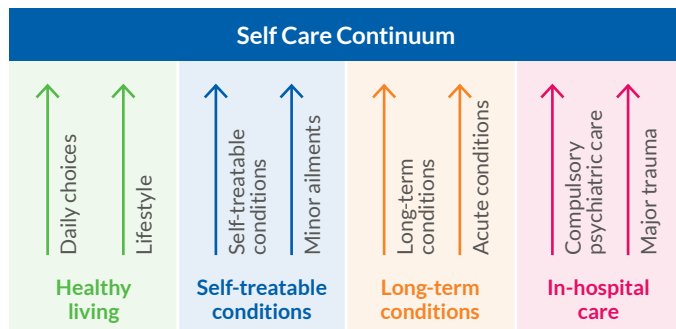 Self Care Continuum
Daily choices
Lifestyle
Self-treatable
conditions
Minor ailments
Long-term
conditions
Acute conditions
Compulsory
psychiatric care
Major trauma
Healthy
living
Self-treatable
conditions
Long-term
conditions
In-hospital
care